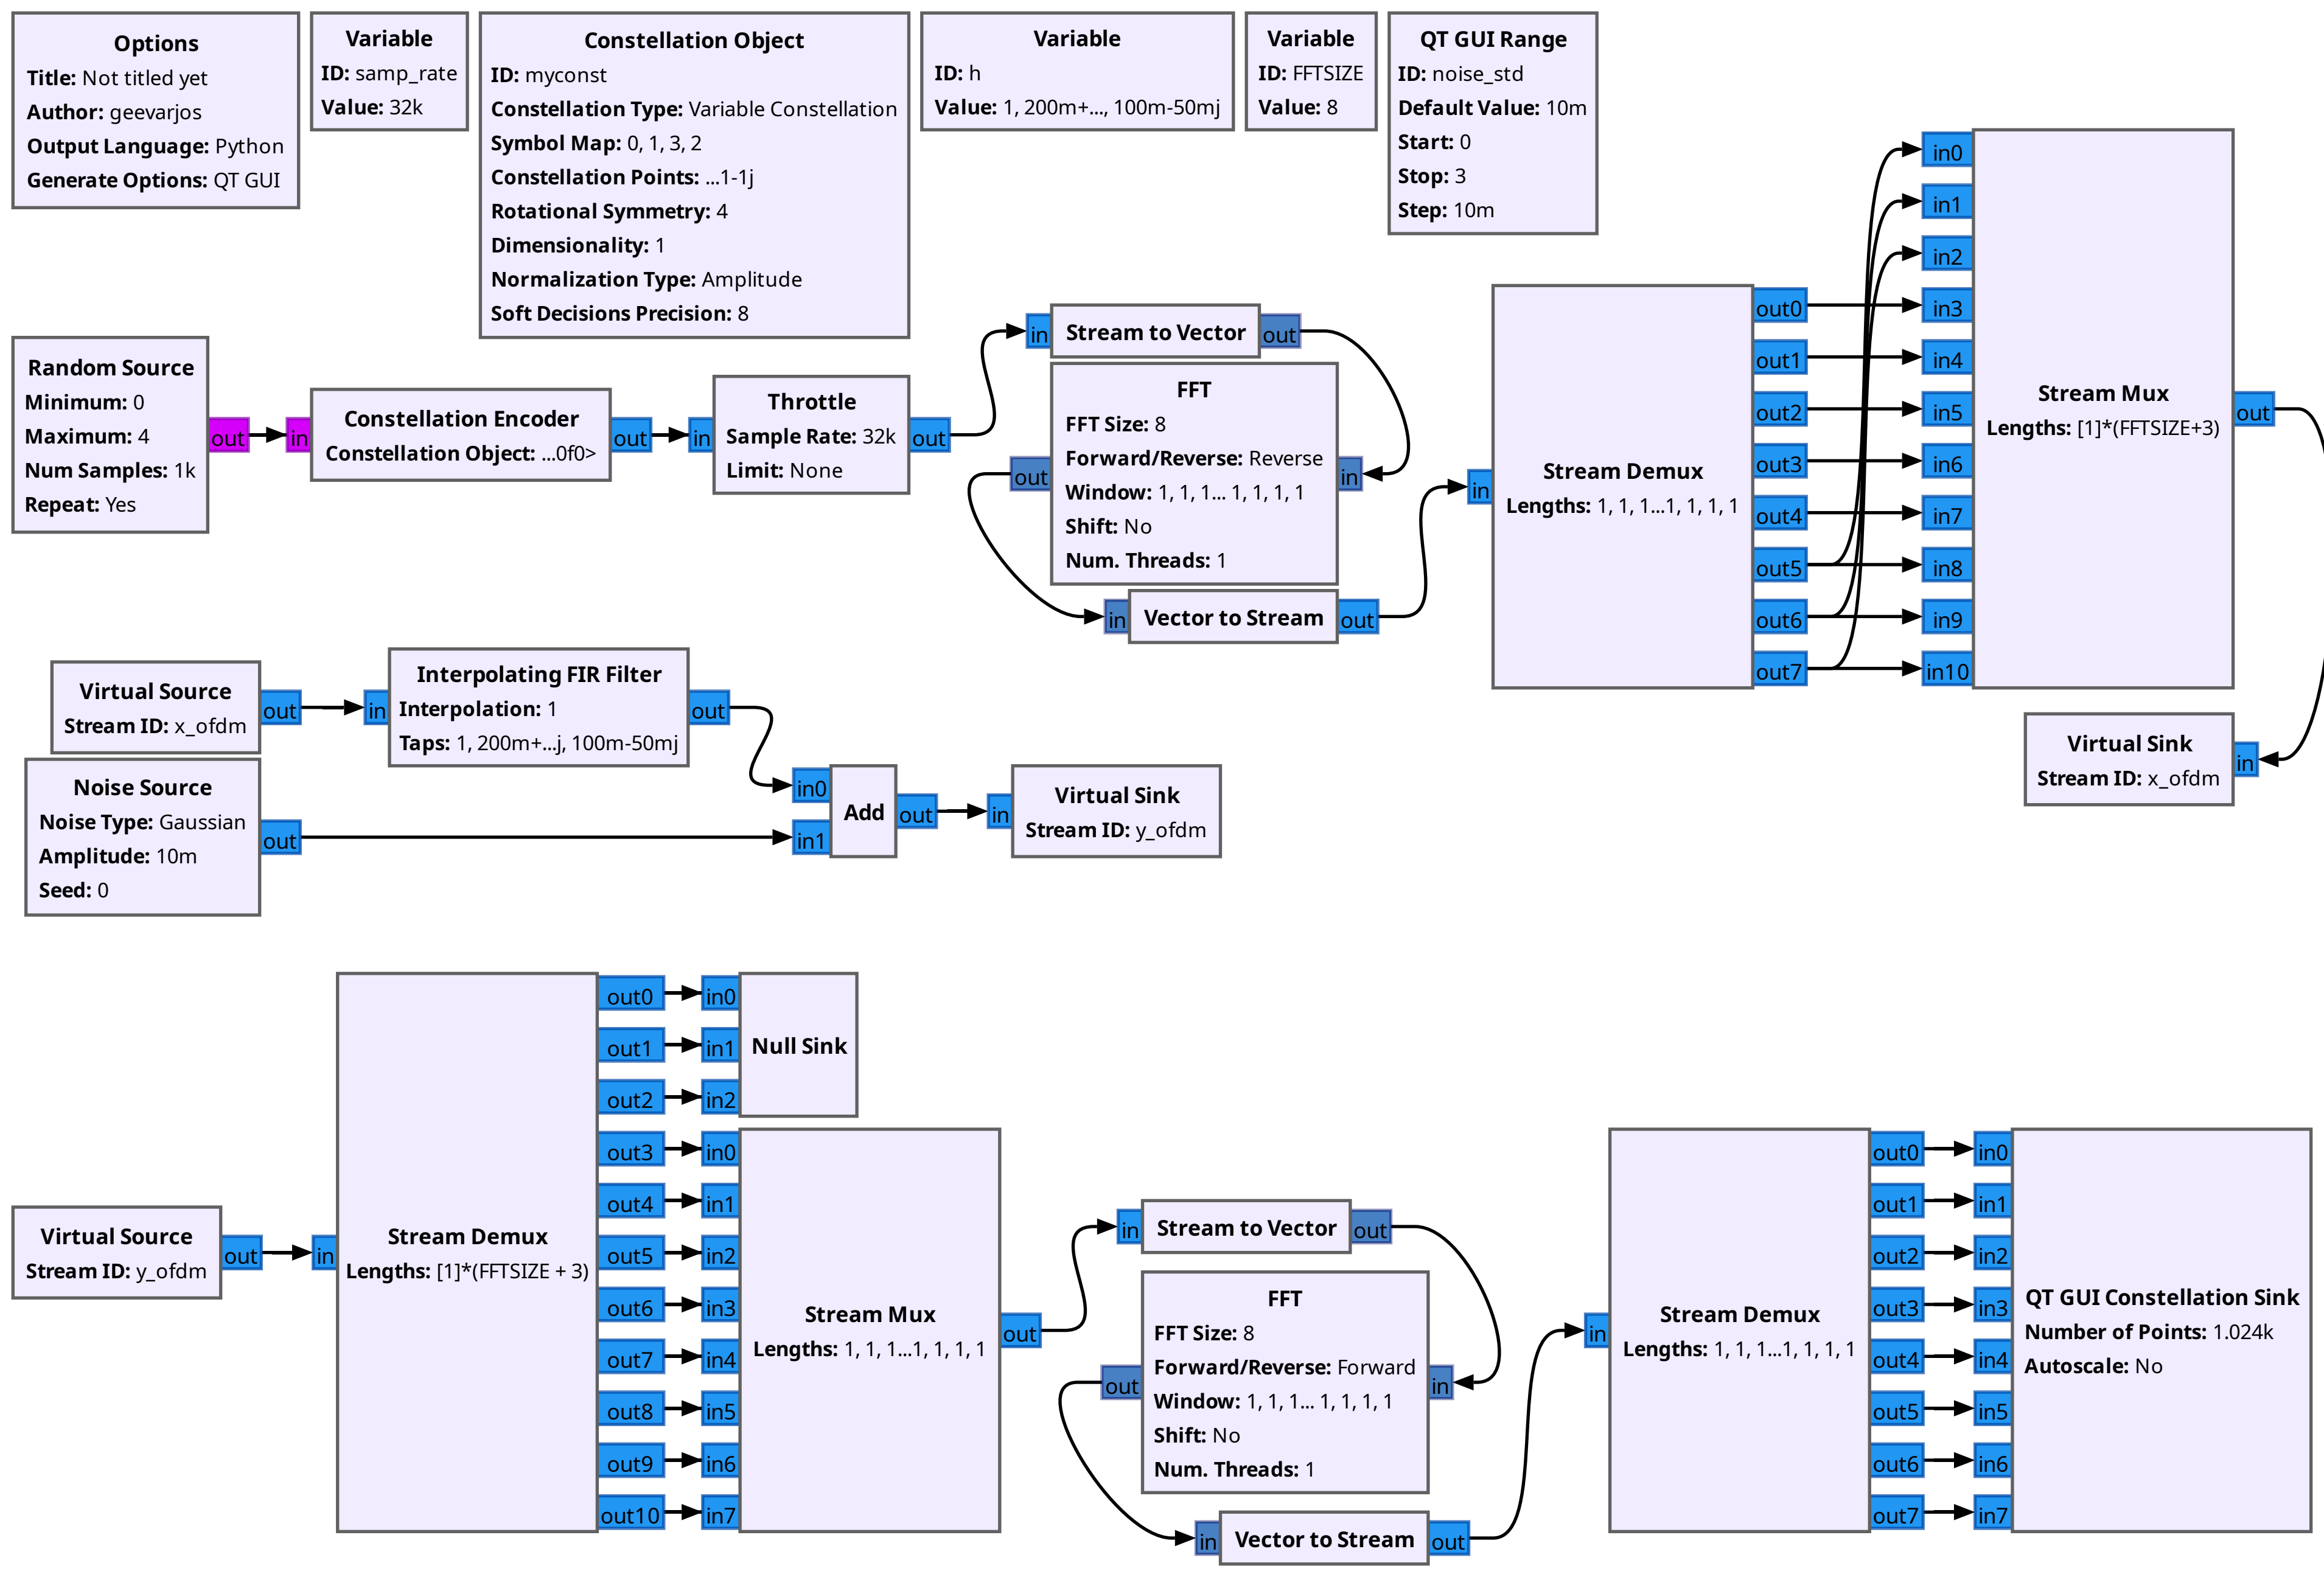 Options
Title: Not titled yet
Author: geevarjos
Output Language: Python
Generate Options: QT GUI
Variable
ID: samp_rate
Value: 32k
Constellation Object
ID: myconst
Constellation Type: Variable Constellation
Symbol Map: 0, 1, 3, 2
Constellation Points: ...1-1j
Rotational Symmetry: 4
Dimensionality: 1
Normalization Type: Amplitude
Soft Decisions Precision: 8
Variable
ID: h
Value: 1, 200m+..., 100m-50mj
Variable
ID: FFTSIZE
Value: 8
QT GUI Range
ID: noise_std
Default Value: 10m
Start: 0
Stop: 3
Step: 10m
Random Source
Minimum: 0
Maximum: 4
Num Samples: 1k
Repeat: Yes
out
in
Constellation Encoder
Constellation Object: ...0f0>
out
in
Throttle
Sample Rate: 32k
Limit: None
out
in
Stream to Vector
out
FFT
FFT Size: 8
Forward/Reverse: Reverse
Window: 1, 1, 1... 1, 1, 1, 1
Shift: No
Num. Threads: 1
out
in
in
Vector to Stream
out
in
Stream Demux
Lengths: 1, 1, 1...1, 1, 1, 1
out0
out1
out2
out3
out4
out5
out6
out7
in0
in1
in2
in3
in4
in5
in6
in7
in8
in9
in10
Stream Mux
Lengths: [1]*(FFTSIZE+3)
out
Virtual Sink
Stream ID: x_ofdm
in
Virtual Source
Stream ID: x_ofdm
out
in
Interpolating FIR Filter
Interpolation: 1
Taps: 1, 200m+...j, 100m-50mj
out
Noise Source
Noise Type: Gaussian
Amplitude: 10m
Seed: 0
out
in0
in1
Add
out
in
Virtual Sink
Stream ID: y_ofdm
Virtual Source
Stream ID: y_ofdm
out
in
Stream Demux
Lengths: [1]*(FFTSIZE + 3)
out0
out1
out2
out3
out4
out5
out6
out7
out8
out9
out10
in0
in1
in2
Null Sink
in0
in1
in2
in3
in4
in5
in6
in7
Stream Mux
Lengths: 1, 1, 1...1, 1, 1, 1
out
in
Stream to Vector
out
FFT
FFT Size: 8
Forward/Reverse: Forward
Window: 1, 1, 1... 1, 1, 1, 1
Shift: No
Num. Threads: 1
out
in
in
Vector to Stream
out
in
Stream Demux
Lengths: 1, 1, 1...1, 1, 1, 1
out0
out1
out2
out3
out4
out5
out6
out7
in0
in1
in2
in3
in4
in5
in6
in7
QT GUI Constellation Sink
Number of Points: 1.024k
Autoscale: No